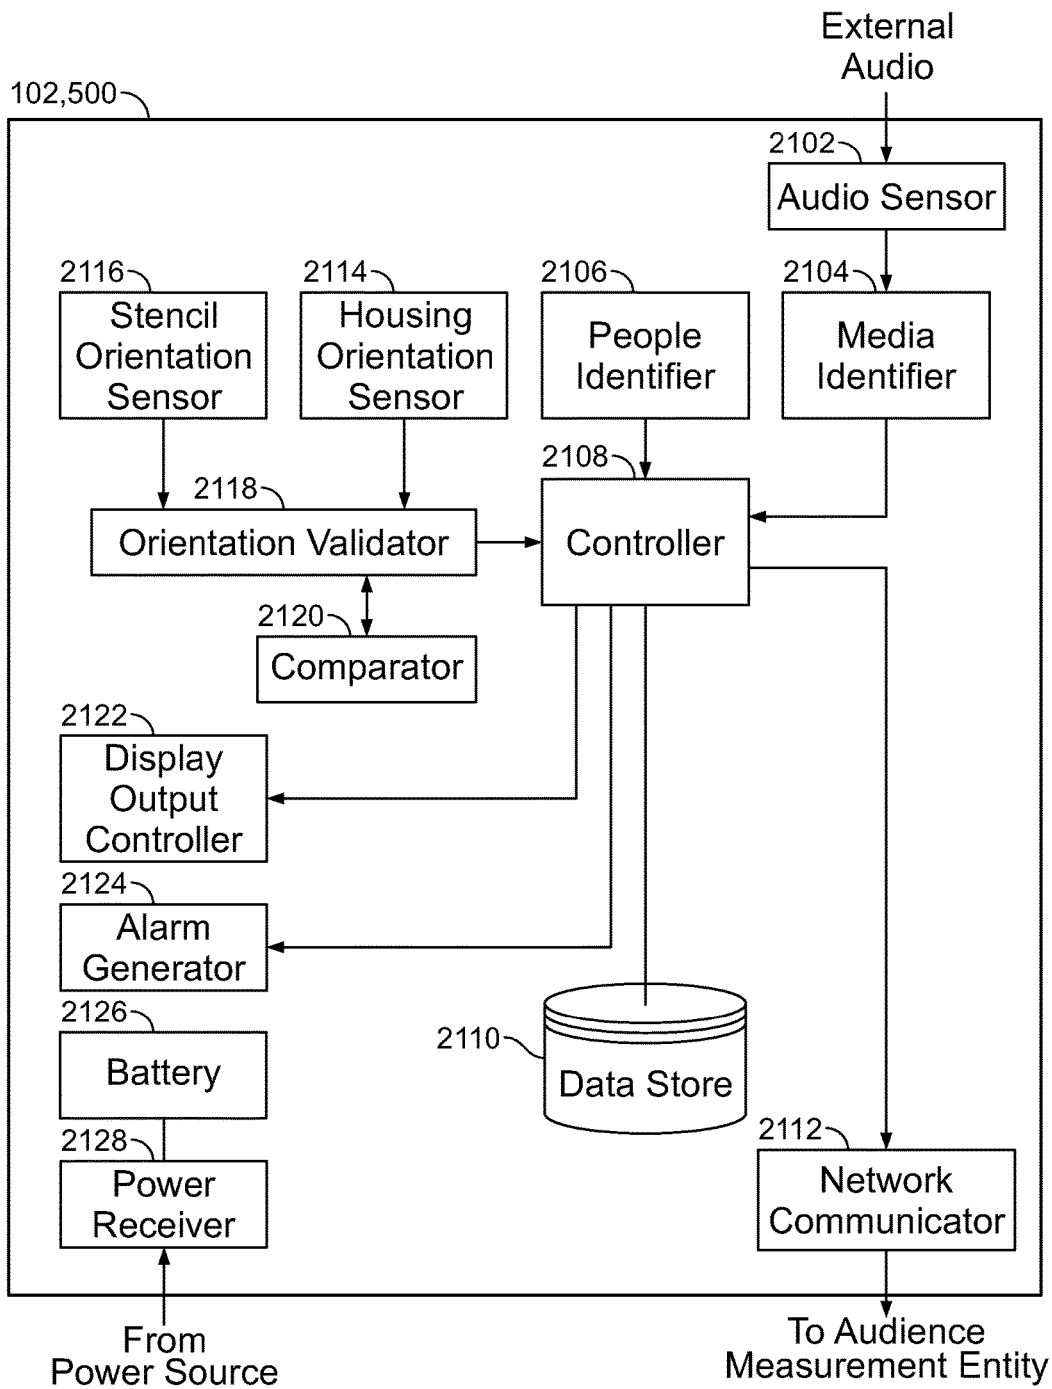 External
Audio
102,500
2102
Audio Sensor
2116
Stencil
Orientation
Sensor
2114
Housing
Orientation
Sensor
2106
People
Identifier
2104
Media
Identifier
2118
Orientation Validator
2108
Controller
2120
Comparator
2122
Display
Output
Controller
2124
Alarm
Generator
2126
Battery
2110
Data Store
2128
Power
Receiver
2112
Network
Communicator
From
Power Source
To Audience
Measurement Entity